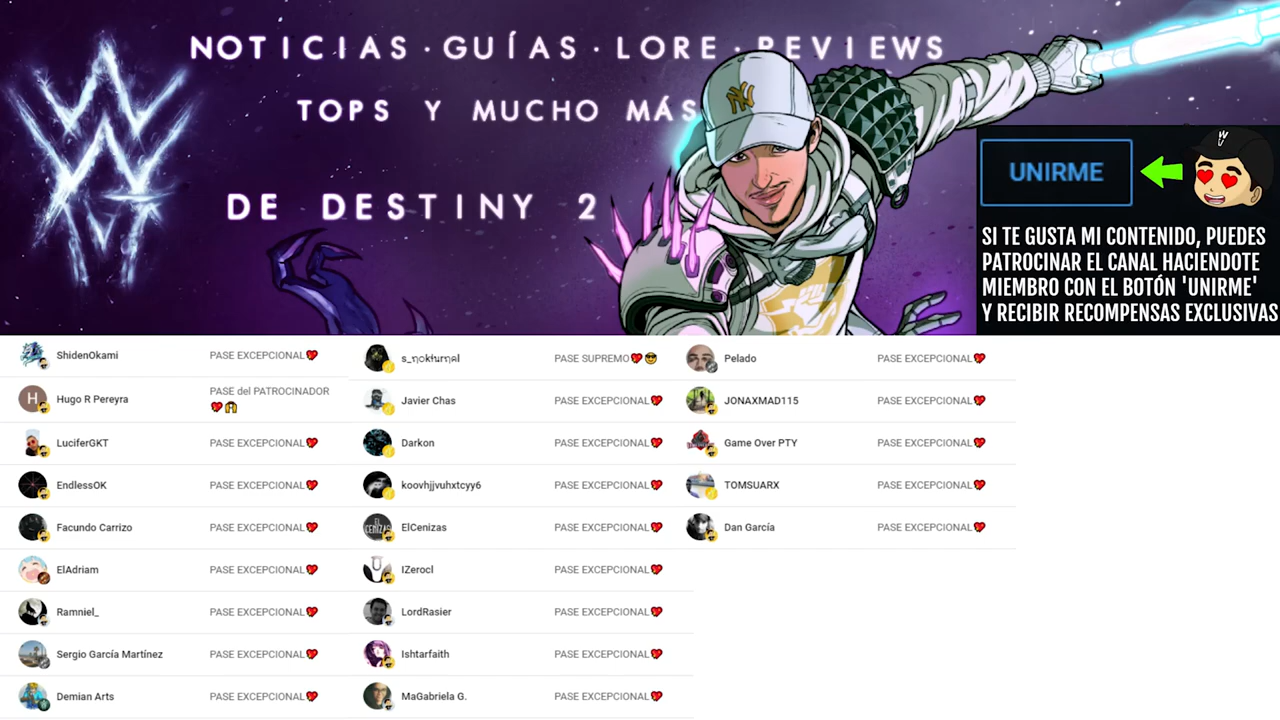 NOTICIAS · GUÍAS · LORE · REVIEWS
TOPS Y MUCHO MÁS
DE DESTINY 2
UNIRME
SI TE GUSTA MI CONTENIDO, PUEDES
PATROCINAR EL CANAL HACIENDOTE
MIEMBRO CON EL BOTÓN 'UNIRME'
Y RECIBIR RECOMPENSAS EXCLUSIVAS
ShidenOkami PASE EXCEPCIONAL
H Hugo R Pereyra PASE del PATROCINADOR
LuciferGKT PASE EXCEPCIONAL
EndlessOK PASE EXCEPCIONAL
Facundo Carrizo PASE EXCEPCIONAL
ElAdriam PASE EXCEPCIONAL
Ramniel_ PASE EXCEPCIONAL
Sergio García Martínez PASE EXCEPCIONAL
Demian Arts PASE EXCEPCIONAL
s_ɳokturɳal PASE SUPREMO
Javier Chas PASE EXCEPCIONAL
Darkon PASE EXCEPCIONAL
koovhjjvuhxtcyy6 PASE EXCEPCIONAL
ElCenizas PASE EXCEPCIONAL
IZerocl PASE EXCEPCIONAL
LordRasier PASE EXCEPCIONAL
Ishtarfaith PASE EXCEPCIONAL
MaGabriela G. PASE EXCEPCIONAL
Pelado PASE EXCEPCIONAL
JONAXMAD115 PASE EXCEPCIONAL
Game Over PTY PASE EXCEPCIONAL
TOMSUARX PASE EXCEPCIONAL
Dan García PASE EXCEPCIONAL